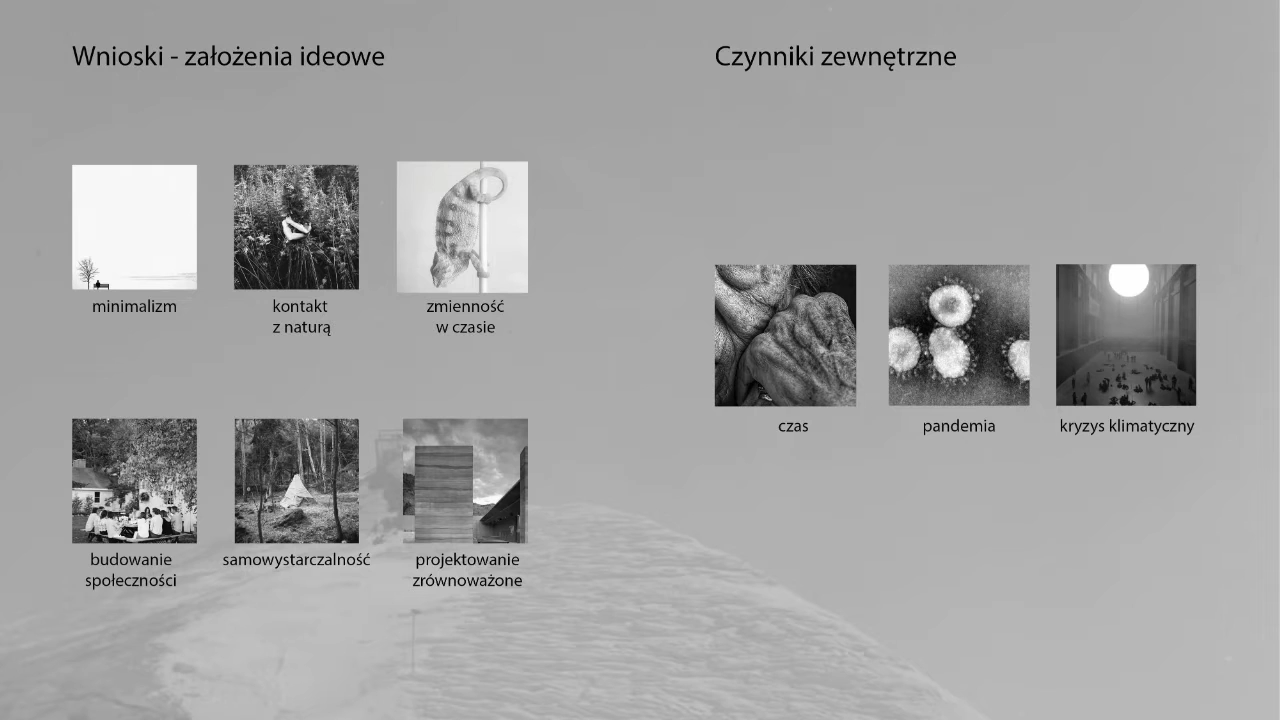 Wnioski - założenia ideowe
minimalizm
kontakt
z naturą
zmienność
w czasie
budowanie
społeczności
samowystarczalność
projektowanie
zrównoważone
Czynniki zewnętrzne
czas
pandemia
kryzys klimatyczny